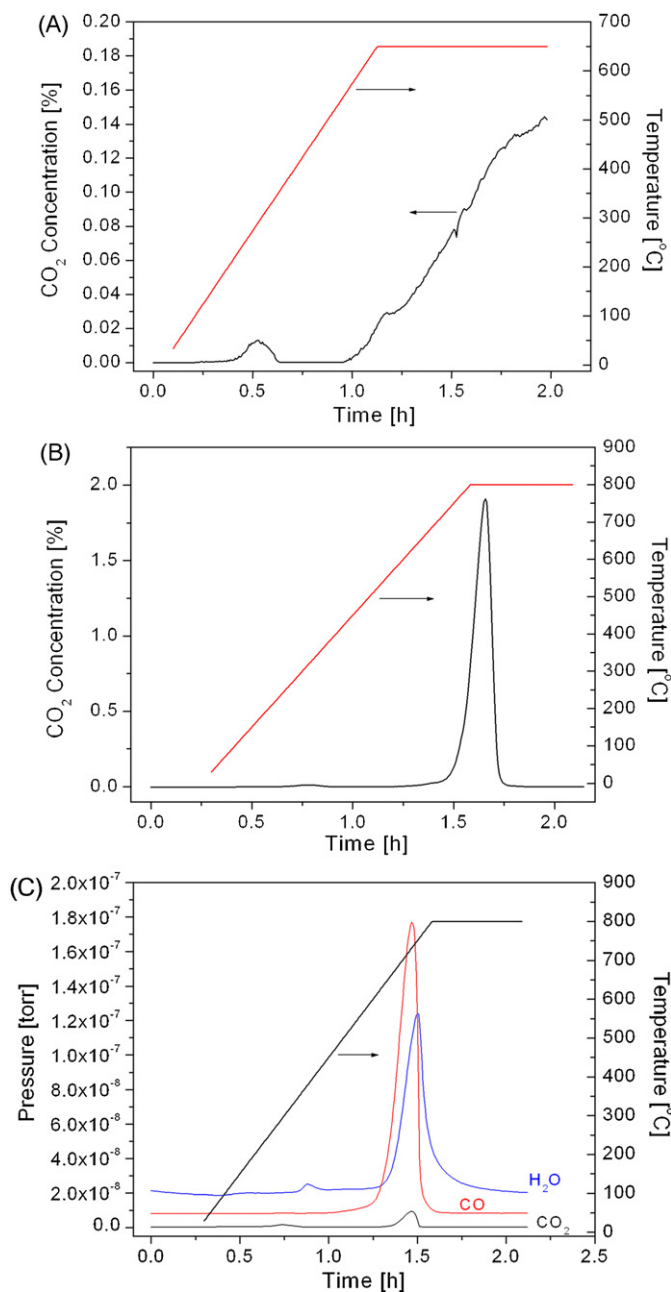 (A)
0.20
0.18
0.16
0.14
0.12
0.10
0.08
0.06
0.04
0.02
0.00
CO₂ Concentration [%]
700
600
500
400
300
200
100
0
Temperature [°C]
0.0 0.5 1.0 1.5 2.0
Time [h]
(B)
2.0
1.5
1.0
0.5
0.0
CO₂ Concentration [%]
900
800
700
600
500
400
300
200
100
0
Temperature [°C]
0.0 0.5 1.0 1.5 2.0
Time [h]
(C)
2.0x10⁻⁷
1.8x10⁻⁷
1.6x10⁻⁷
1.4x10⁻⁷
1.2x10⁻⁷
1.0x10⁻⁷
8.0x10⁻⁸
6.0x10⁻⁸
4.0x10⁻⁸
2.0x10⁻⁸
0.0
Pressure [torr]
H₂O
CO
CO₂
900
800
700
600
500
400
300
200
100
0
Temperature [°C]
0.0 0.5 1.0 1.5 2.0 2.5
Time [h]